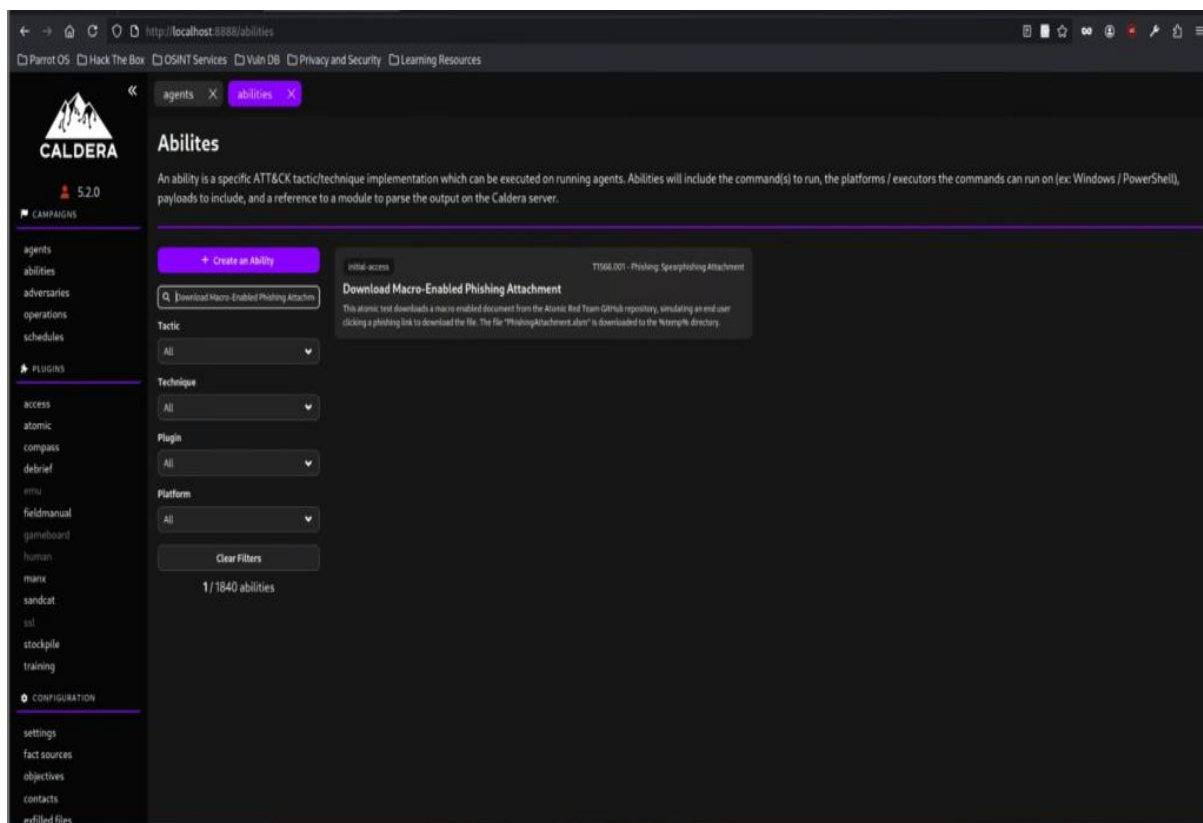 http://localhost:8888/abilities
Parrot OS Hack The Box OSINT Services Vuln DB Privacy and Security Learning Resources
CALDERA
5.2.0
CAMPAIGNS
agents
abilities
adversaries
operations
schedules
PLUGINS
access
atomic
compass
debrief
emu
fieldmanual
gameboard
human
manx
sandcat
ssl
stockpile
training
CONFIGURATION
settings
fact sources
objectives
contacts
exfilled files
agents X abilities X
Abilites
An ability is a specific ATT&CK tactic/technique implementation which can be executed on running agents. Abilities will include the command(s) to run, the platforms / executors the commands can run on (ex: Windows / PowerShell),
payloads to include, and a reference to a module to parse the output on the Caldera server.
+ Create an Ability
Download Macro-Enabled Phishing Attachm
Tactic
All
Technique
All
Plugin
All
Platform
All
Clear Filters
1 / 1840 abilities
initial-access T1566.001 - Phishing: Spearphishing Attachment
Download Macro-Enabled Phishing Attachment
This atomic test downloads a macro enabled document from the Atomic Red Team GitHub repository, simulating an end user
clicking a phishing link to download the file. The file "PhishingAttachment.xlsm" is downloaded to the %temp% directory.